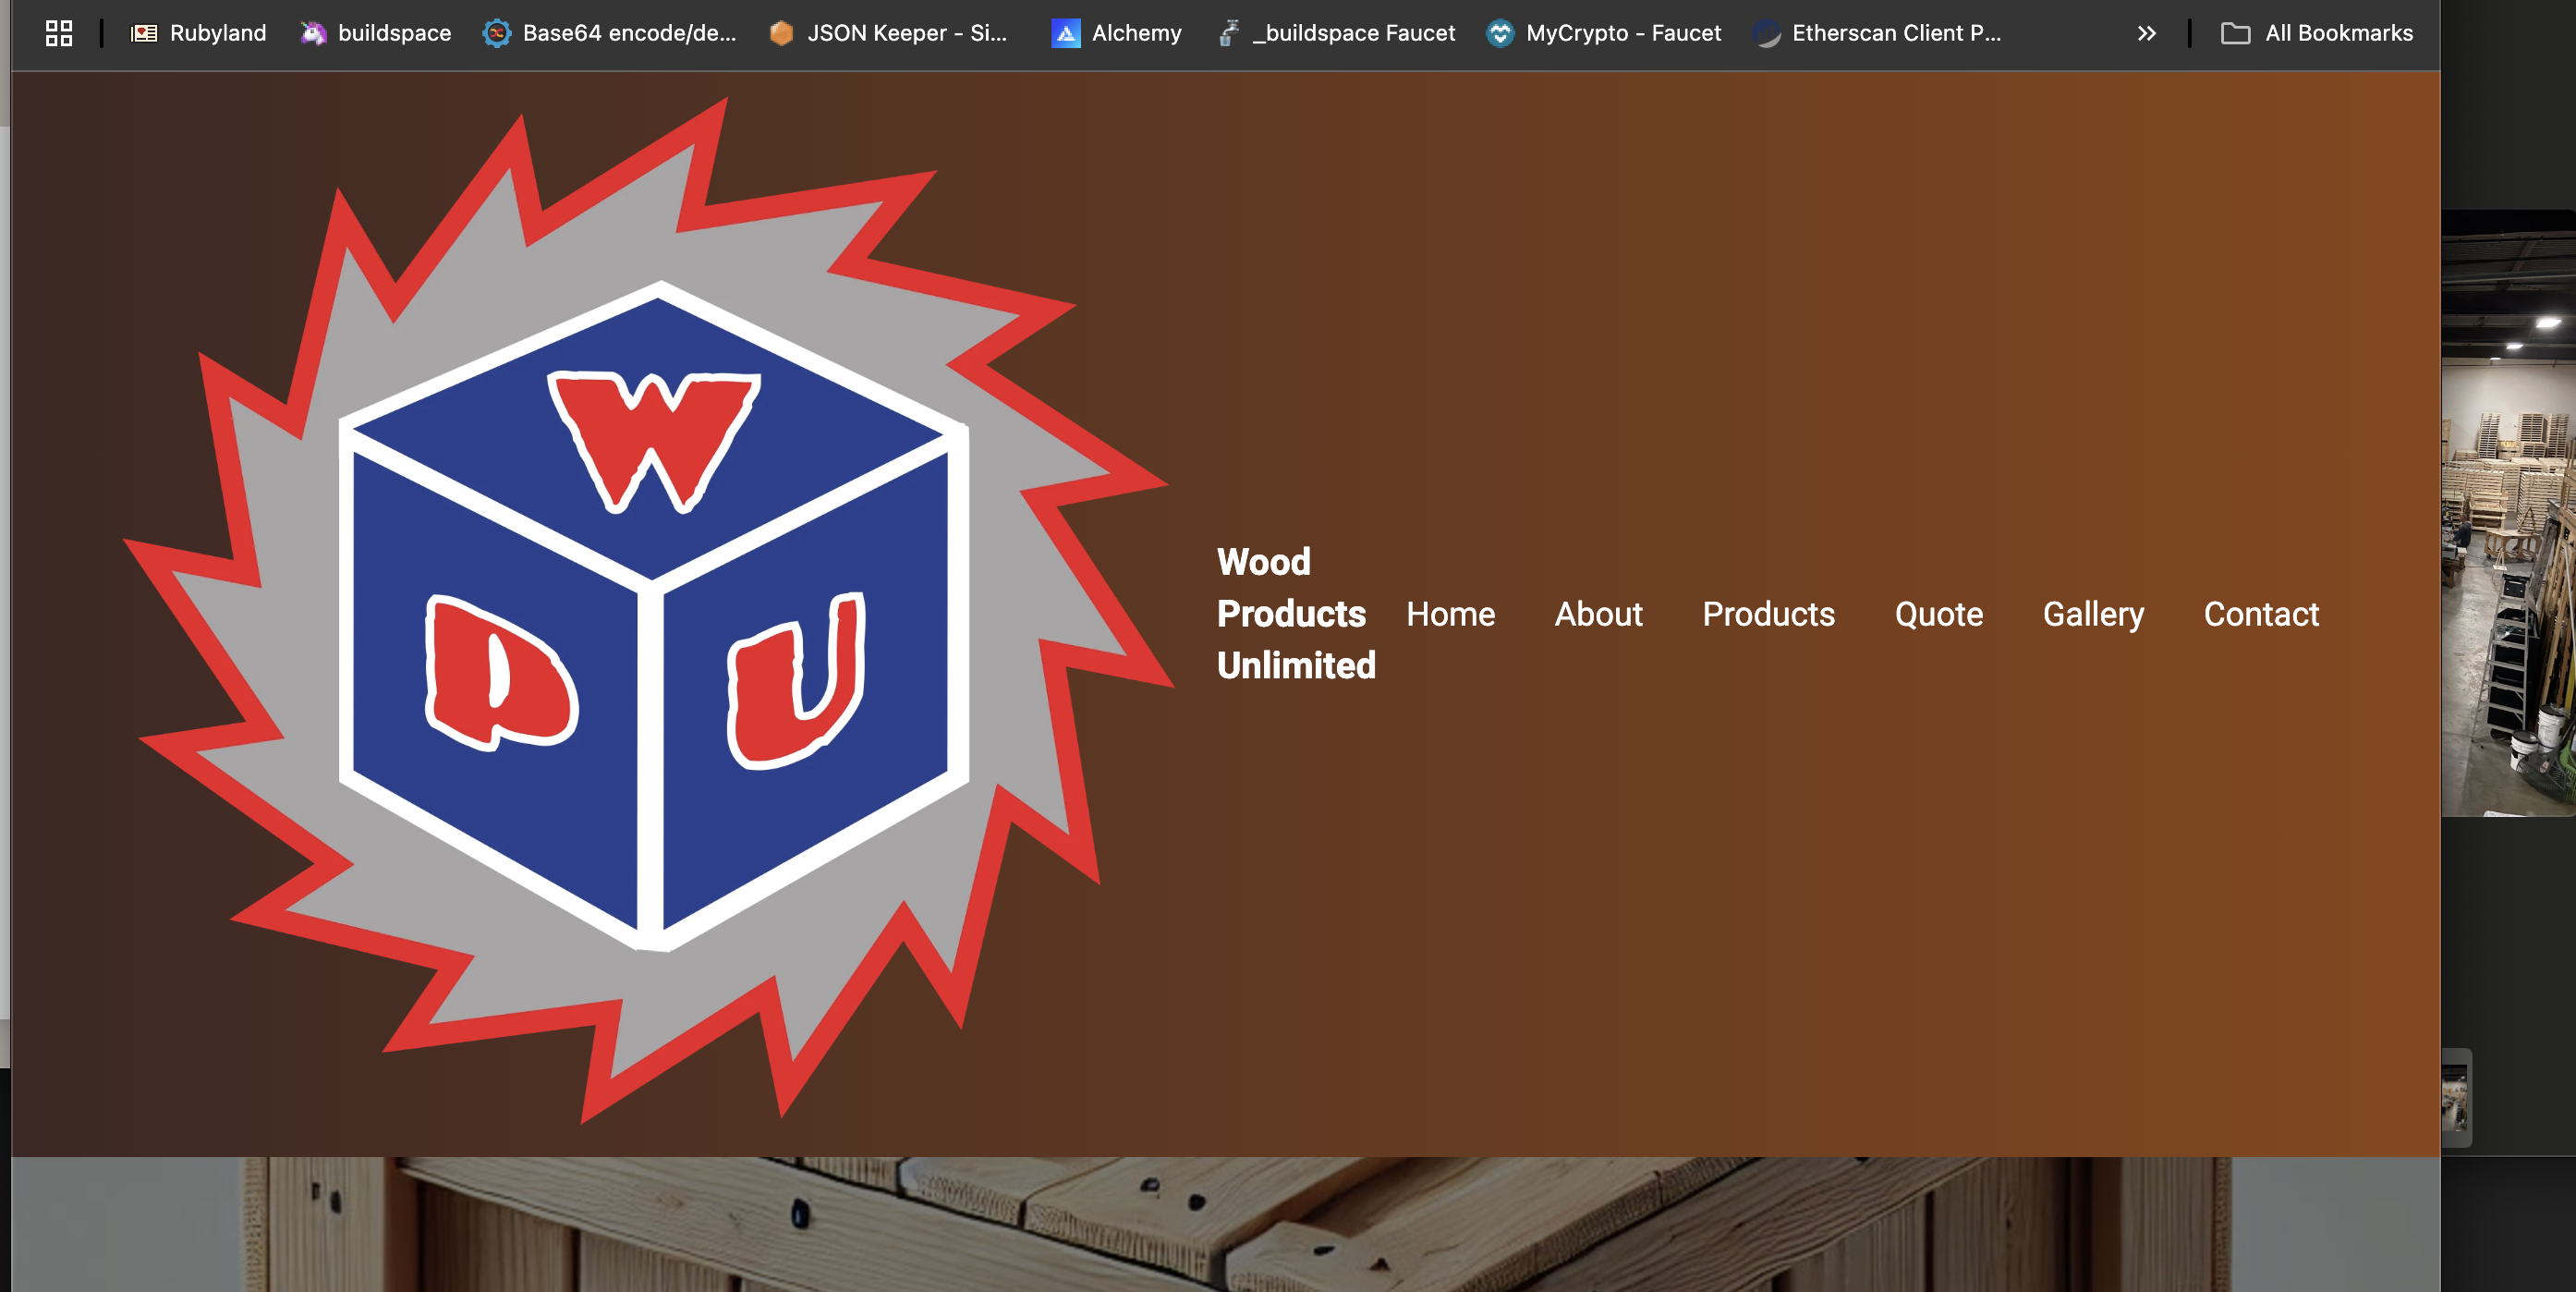 Rubyland buildspace Base64 encode/de... JSON Keeper - Si... Alchemy _buildspace Faucet MyCrypto - Faucet Etherscan Client P... All Bookmarks
W
P U
Wood
Products Home About Products Quote Gallery Contact
Unlimited